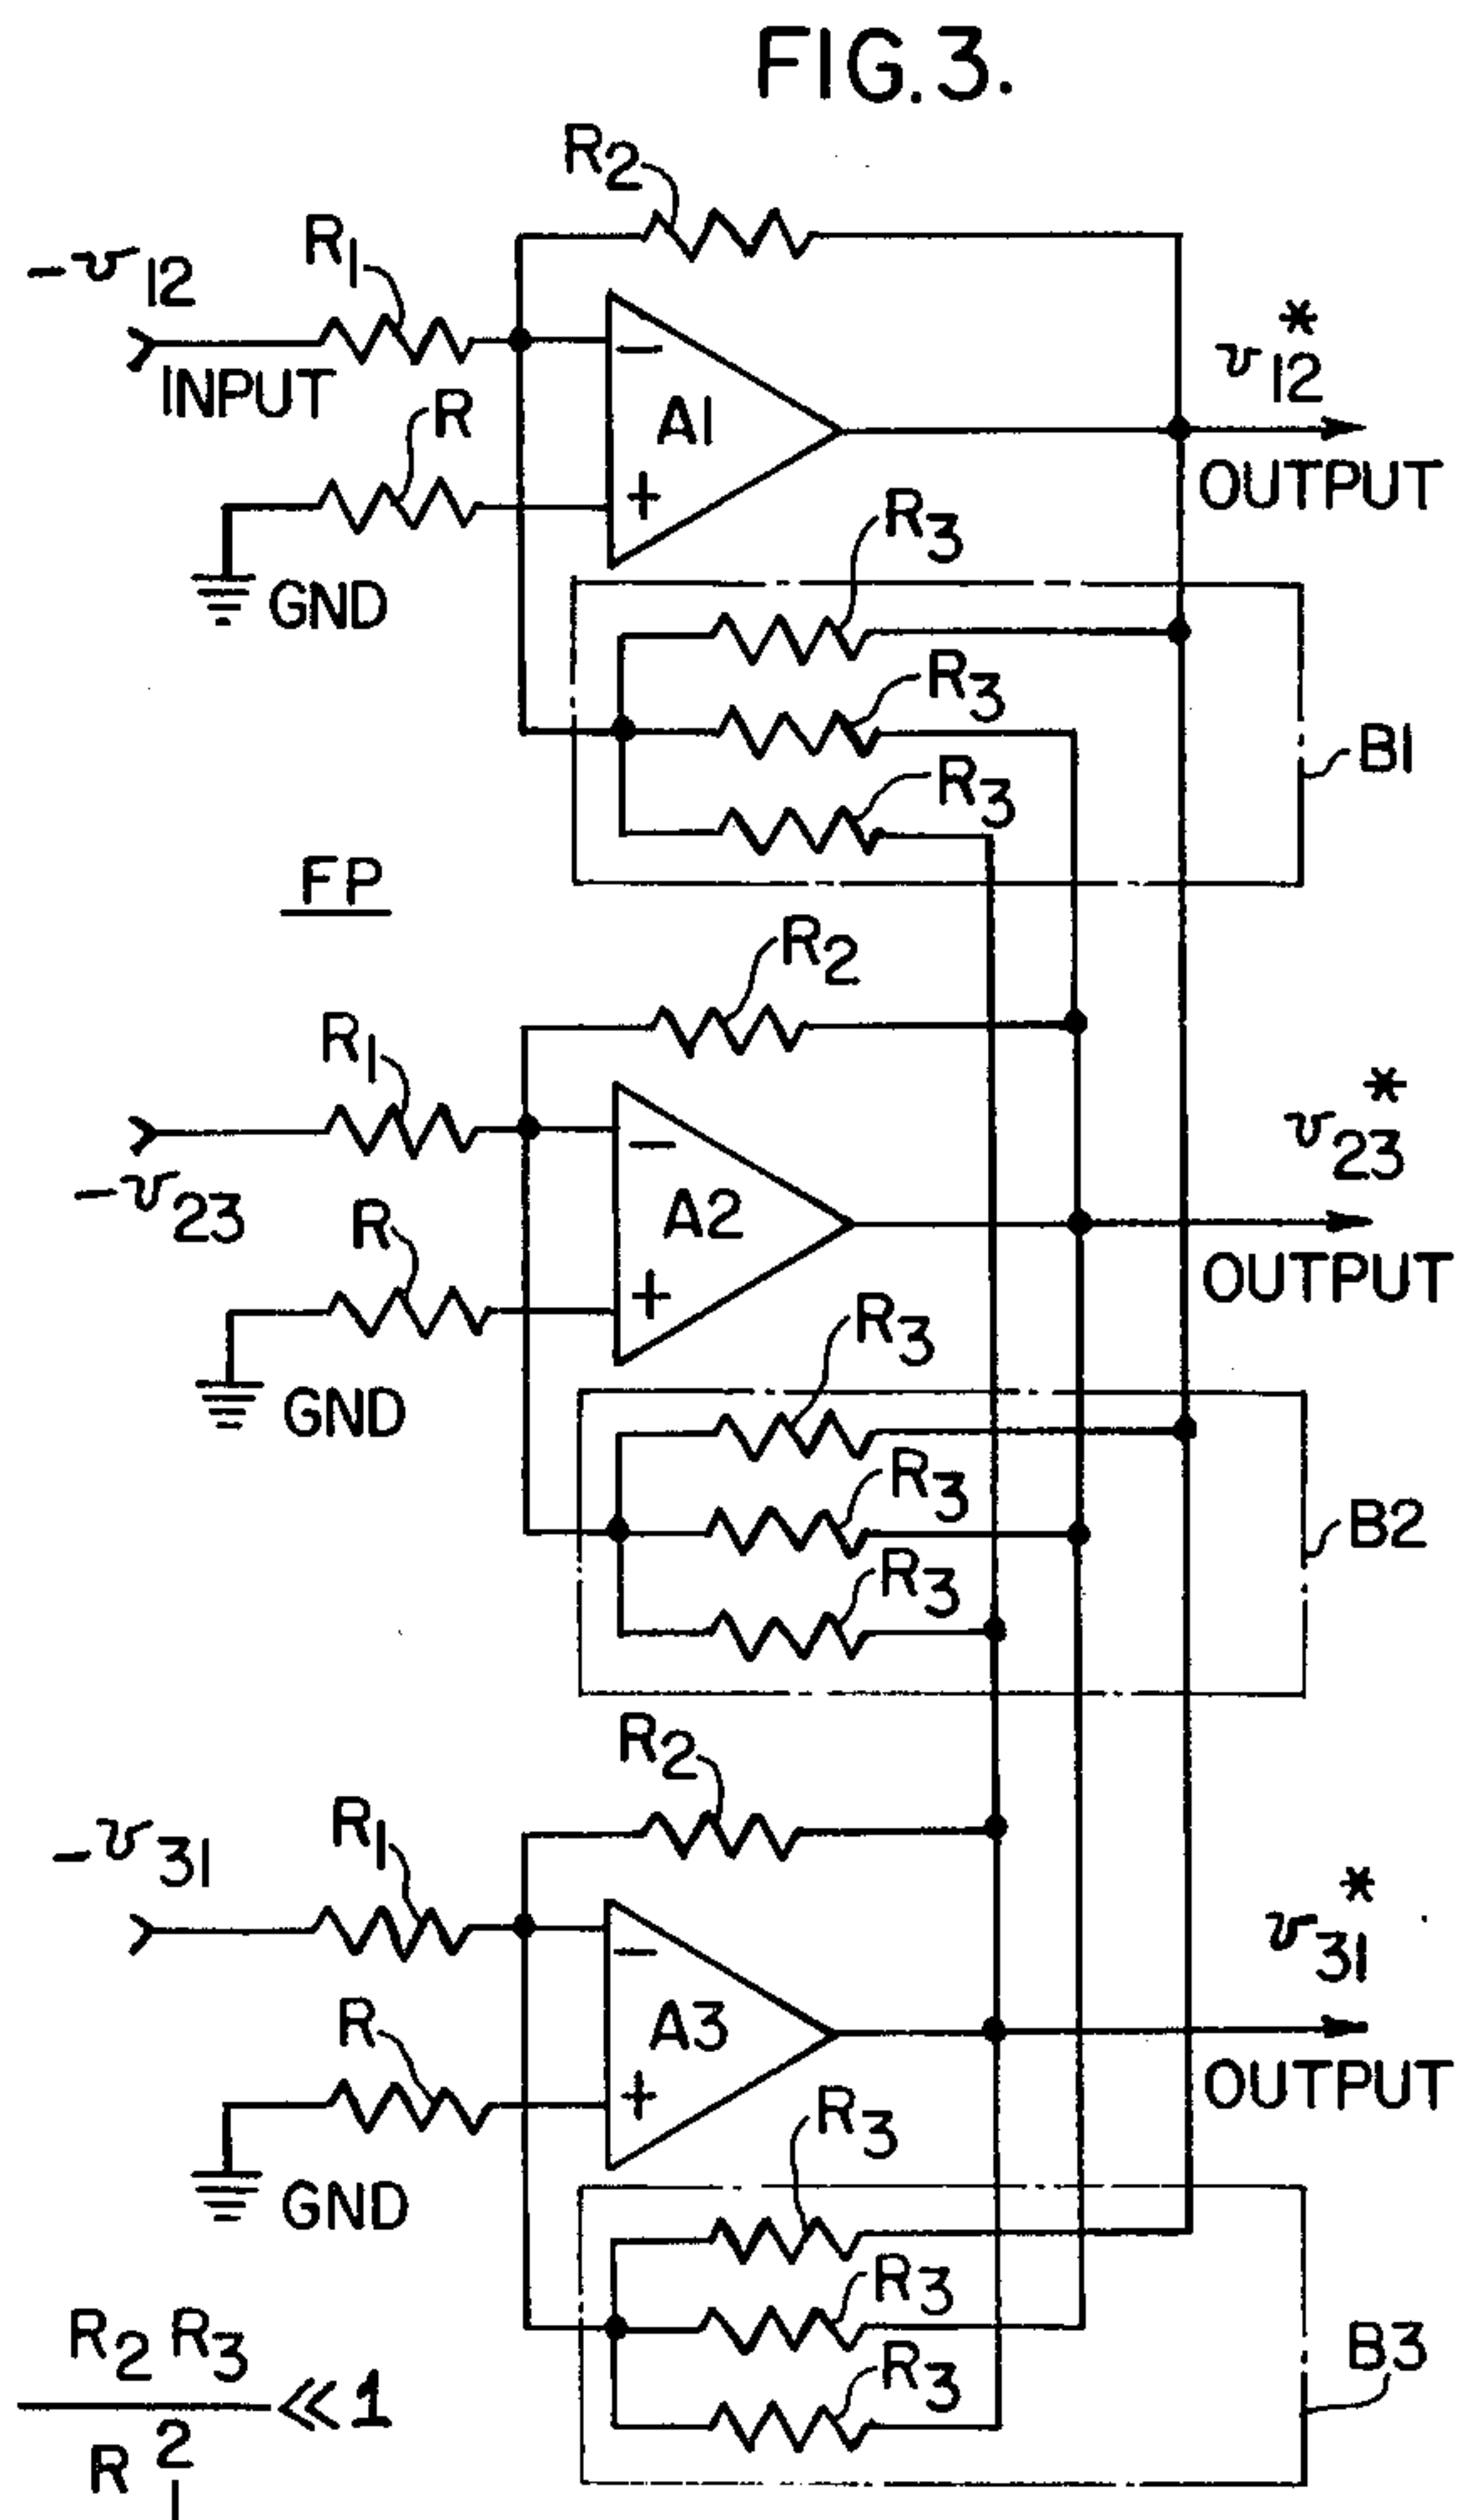 FIG.3.
R2
R1
-v12
INPUT
R
A1
-
+
v12*
OUTPUT
GND
R3
R3
R3
B1
FP
R2
R1
-v23
R
A2
-
+
v23*
OUTPUT
GND
R3
R3
R3
B2
R2
R1
-v31
R
A3
-
+
v31*
OUTPUT
GND
R3
R3
R3
B3
R2 R3
≪1
R1^2